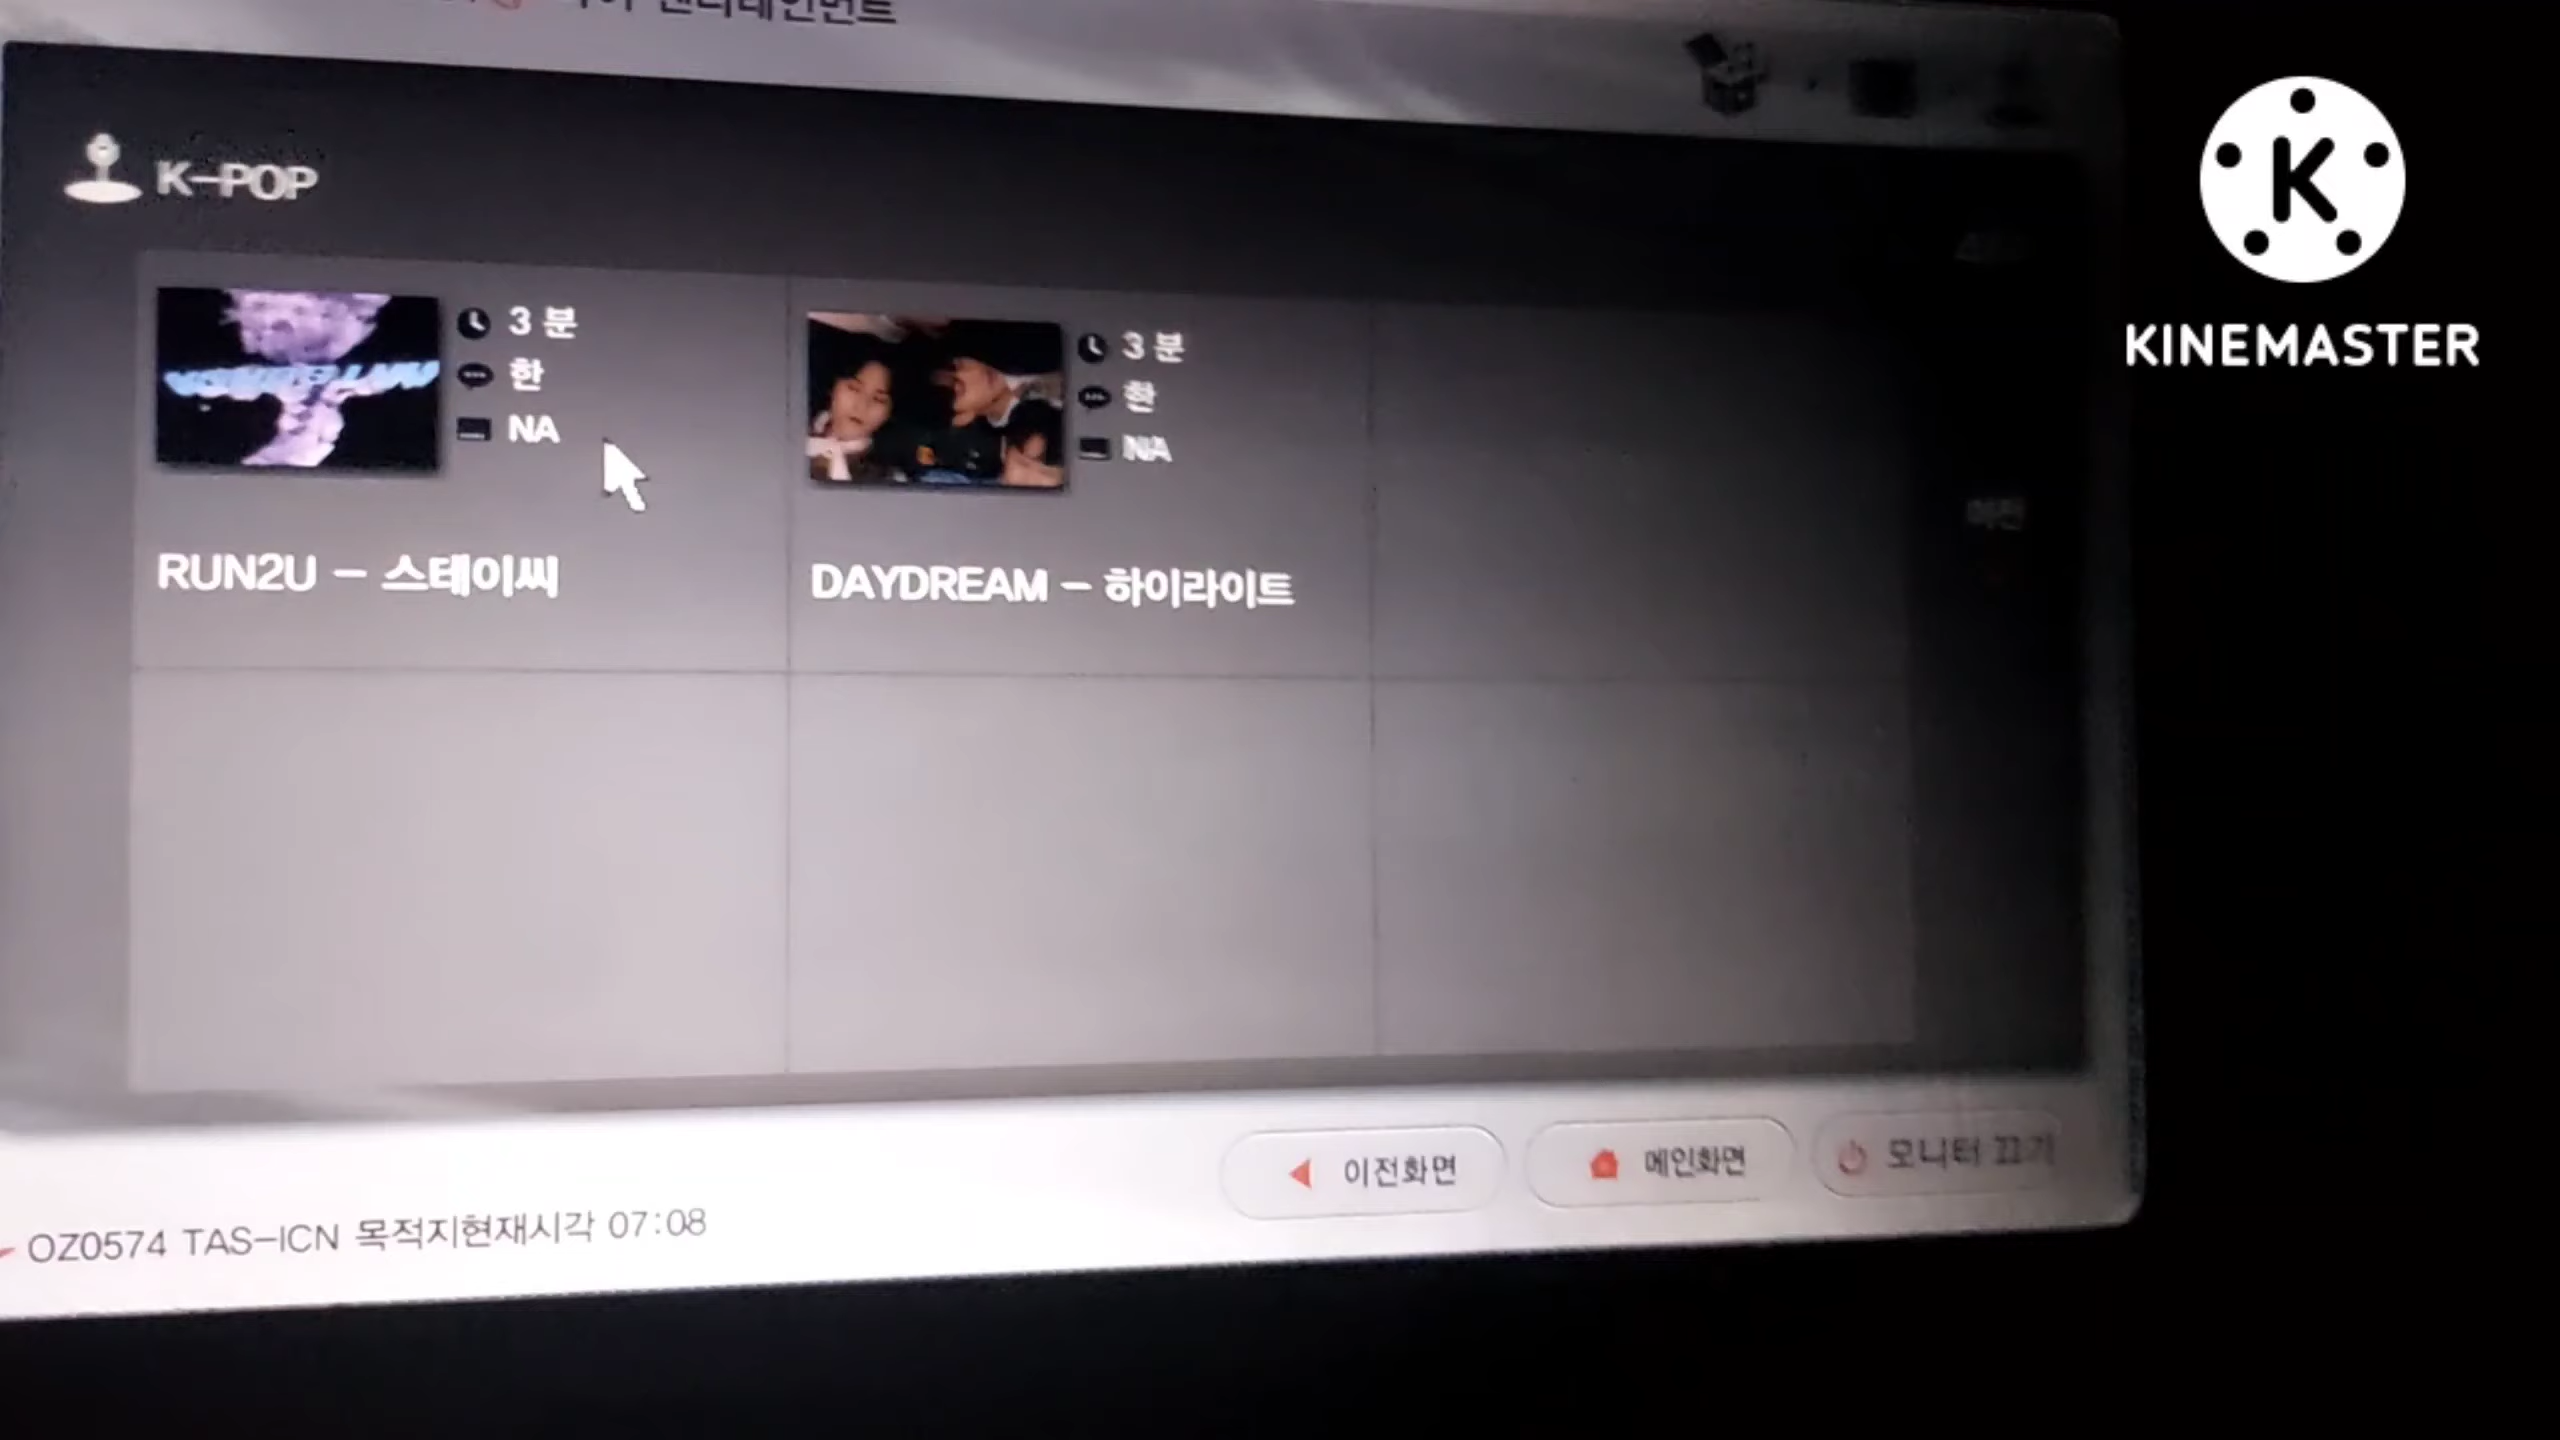 K-POP
3 분
한
NA
RUN2U - 스테이씨
3 분
한
NA
DAYDREAM - 하이라이트
이전
이전화면
메인화면
모니터 끄기
OZ0574 TAS-ICN 목적지현재시각 07:08
K
KINEMASTER